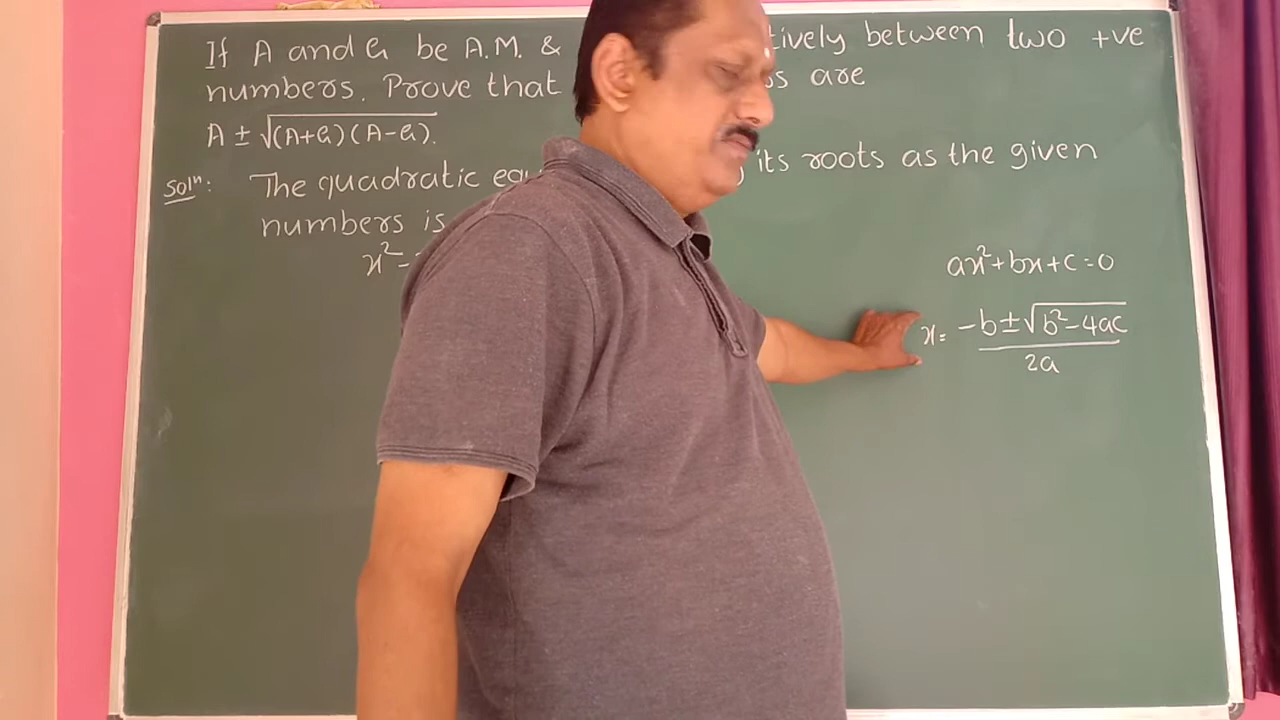 If A and G be A.M. & tively between two +ve
numbers. Prove that are
A ± √(A+G)(A-G).
Solⁿ: The quadratic its roots as the given
numbers is
x² -
ax²+bx+c=0
x= -b±√b²-4ac
2a